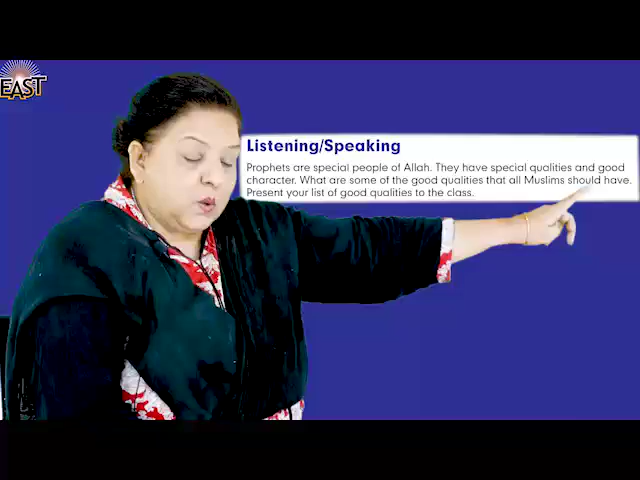 EAST
Listening/Speaking
Prophets are special people of Allah. They have special qualities and good
character. What are some of the good qualities that all Muslims should have.
Present your list of good qualities to the class.